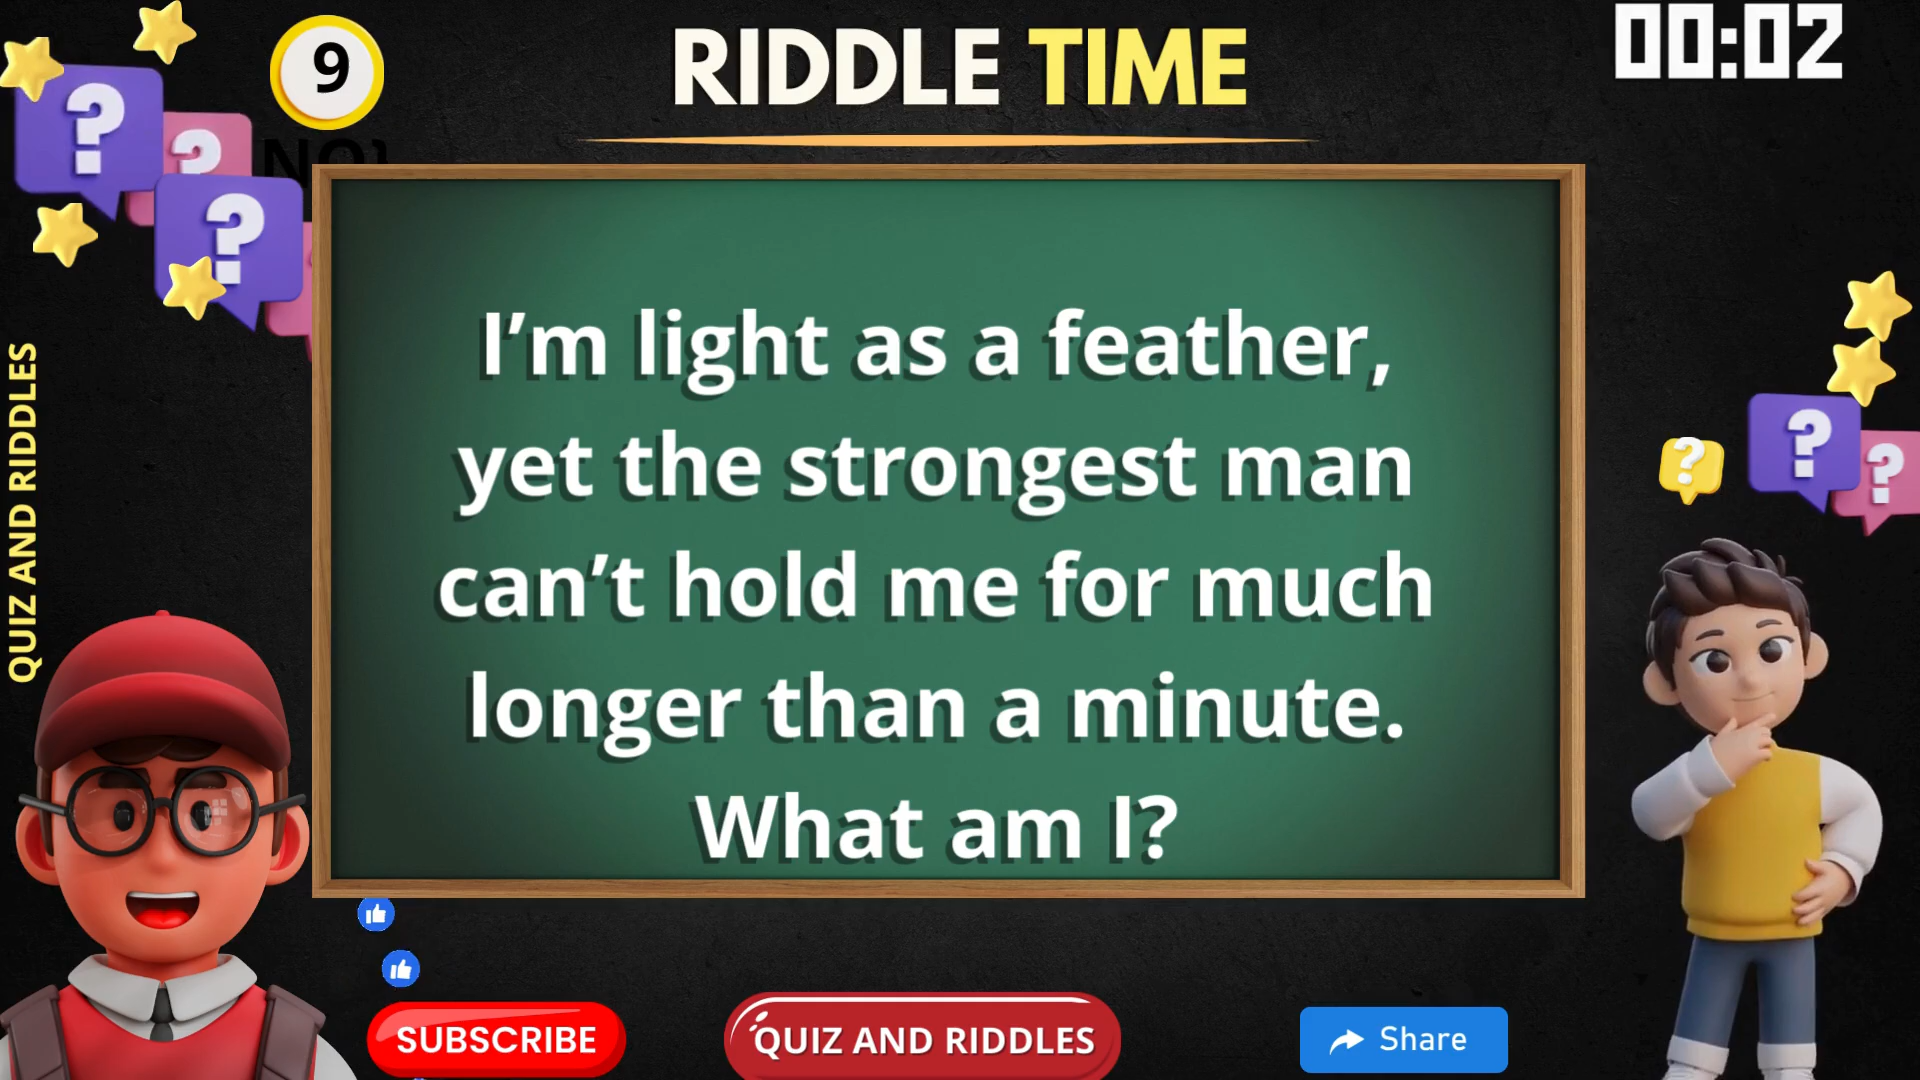 9
RIDDLE TIME
00:02
QUIZ AND RIDDLES
I’m light as a feather,
yet the strongest man
can’t hold me for much
longer than a minute.
What am I?
SUBSCRIBE
QUIZ AND RIDDLES
Share